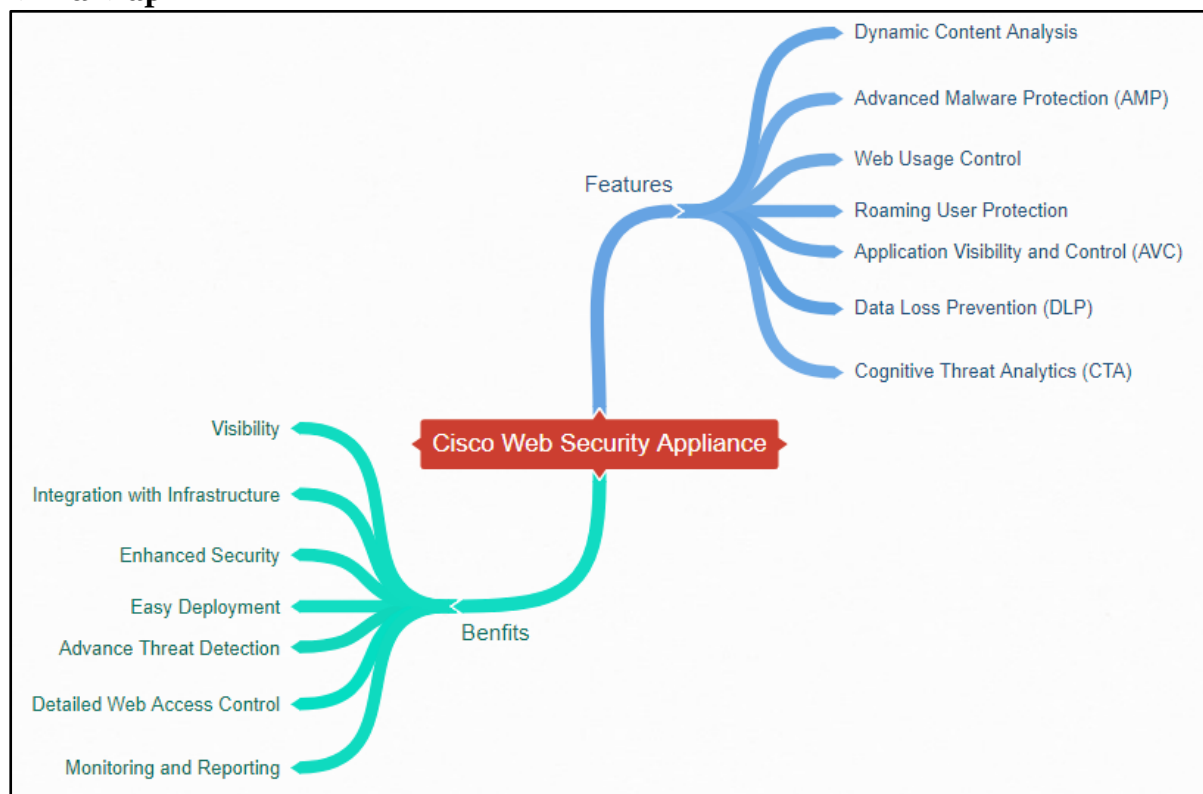 Dynamic Content Analysis
Advanced Malware Protection (AMP)
Web Usage Control
Features
Roaming User Protection
Application Visibility and Control (AVC)
Data Loss Prevention (DLP)
Cognitive Threat Analytics (CTA)
Cisco Web Security Appliance
Visibility
Integration with Infrastructure
Enhanced Security
Easy Deployment
Benfits
Advance Threat Detection
Detailed Web Access Control
Monitoring and Reporting